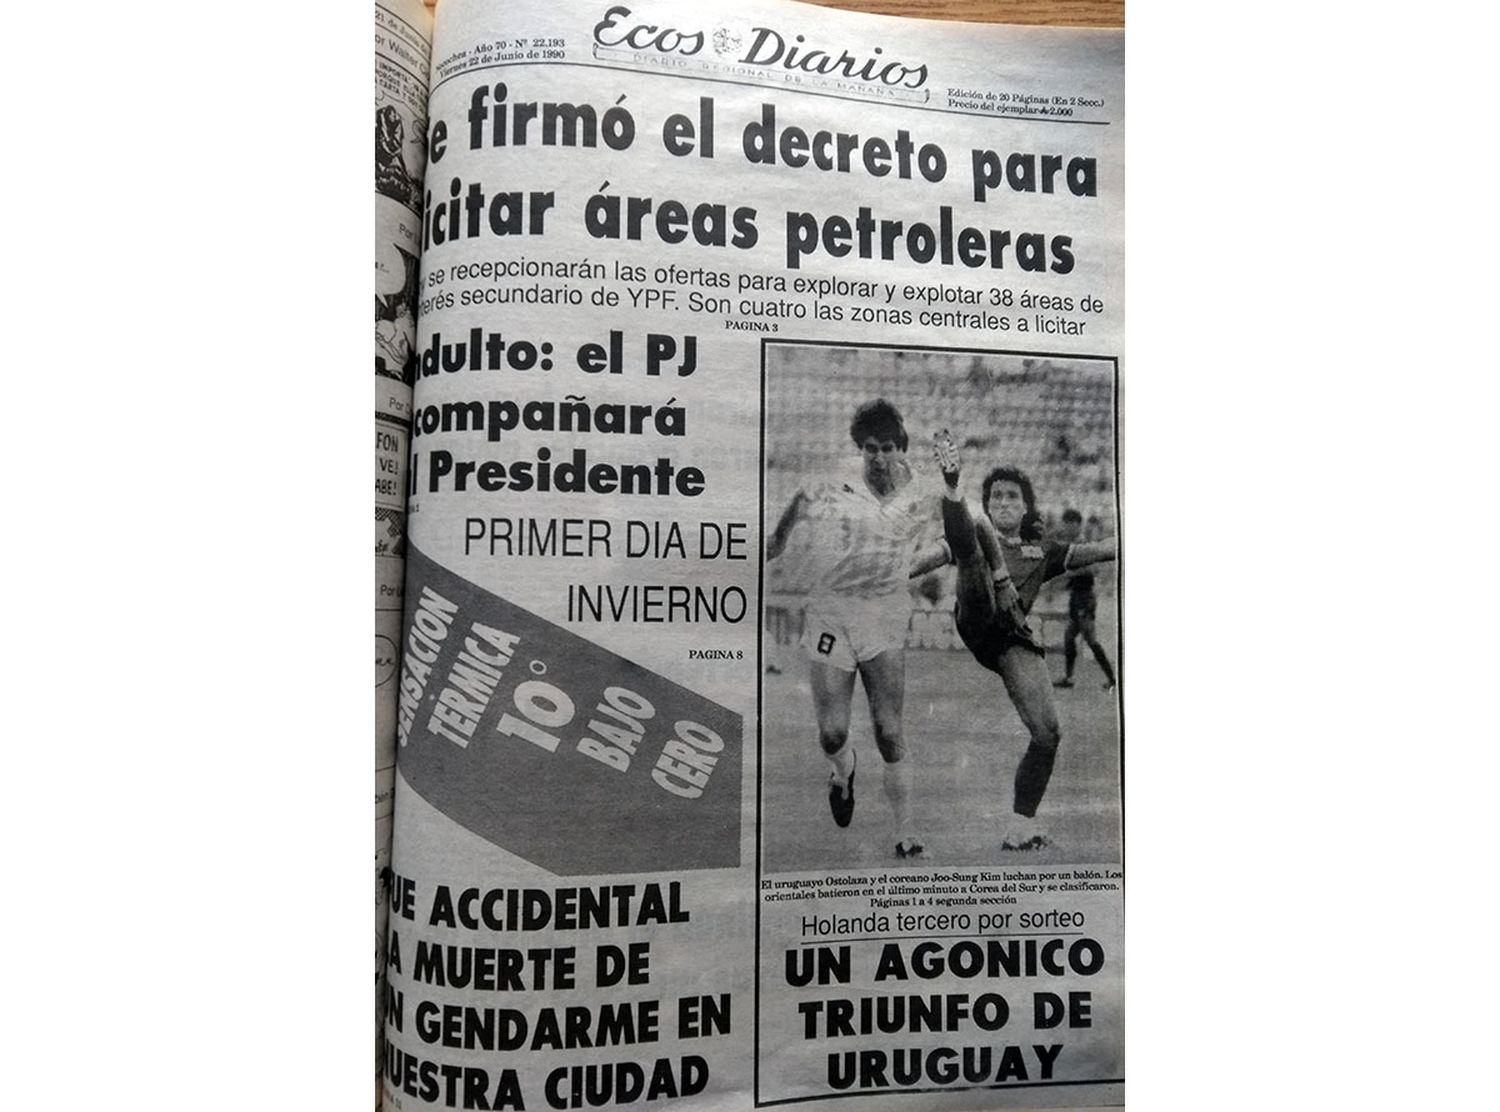 Ecos Diarios
DIARIO REGIONAL DE LA MAÑANA
Año 70 - Nº 22.193
Viernes 22 de Junio de 1990
Edición de 20 Páginas (En 2 Secc.)
Precio del ejemplar ₳ 2.000
e firmó el decreto para
icitar áreas petroleras
y se recepcionarán las ofertas para explorar y explotar 38 áreas de
terés secundario de YPF. Son cuatro las zonas centrales a licitar
PAGINA 3
ndulto: el PJ
compañará
l Presidente
PRIMER DIA DE
INVIERNO
PAGINA 8
SENSACION
TERMICA
10°
BAJO
CERO
UE ACCIDENTAL
A MUERTE DE
N GENDARME EN
UESTRA CIUDAD
8
El uruguayo Ostolaza y el coreano Joo-Sung Kim luchan por un balón. Los
orientales batieron en el último minuto a Corea del Sur y se clasificaron.
Páginas 1 a 4 segunda sección
Holanda tercero por sorteo
UN AGONICO
TRIUNFO DE
URUGUAY
FON
VE!
ABE!